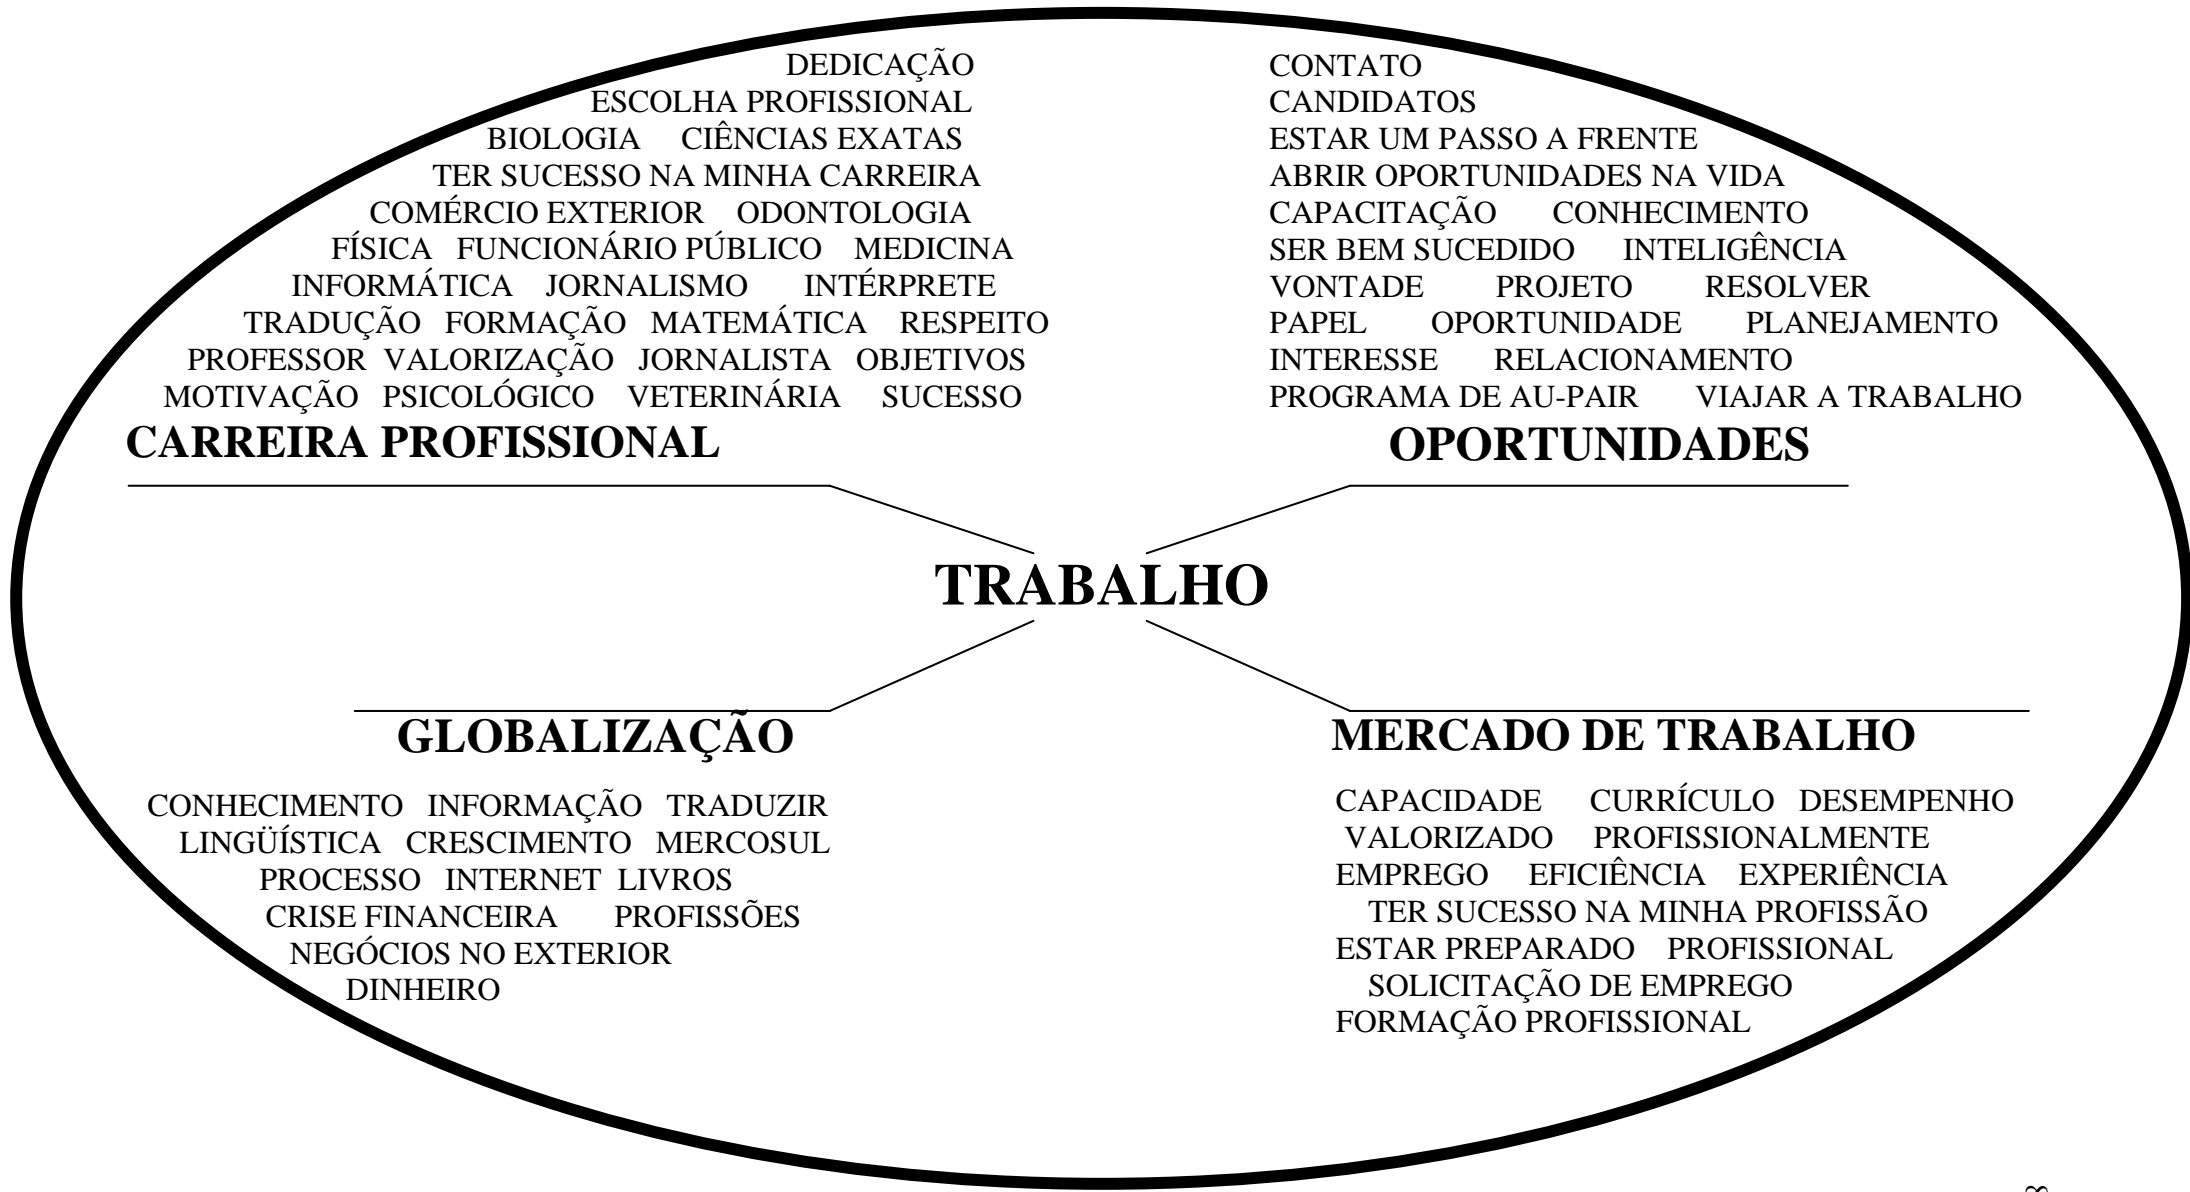 DEDICAÇÃO
ESCOLHA PROFISSIONAL
BIOLOGIA CIÊNCIAS EXATAS
TER SUCESSO NA MINHA CARREIRA
COMÉRCIO EXTERIOR ODONTOLOGIA
FÍSICA FUNCIONÁRIO PÚBLICO MEDICINA
INFORMÁTICA JORNALISMO INTÉRPRETE
TRADUÇÃO FORMAÇÃO MATEMÁTICA RESPEITO
PROFESSOR VALORIZAÇÃO JORNALISTA OBJETIVOS
MOTIVAÇÃO PSICOLÓGICO VETERINÁRIA SUCESSO
CARREIRA PROFISSIONAL
CONTATO
CANDIDATOS
ESTAR UM PASSO A FRENTE
ABRIR OPORTUNIDADES NA VIDA
CAPACITAÇÃO CONHECIMENTO
SER BEM SUCEDIDO INTELIGÊNCIA
VONTADE PROJETO RESOLVER
PAPEL OPORTUNIDADE PLANEJAMENTO
INTERESSE RELACIONAMENTO
PROGRAMA DE AU-PAIR VIAJAR A TRABALHO
OPORTUNIDADES
TRABALHO
GLOBALIZAÇÃO
CONHECIMENTO INFORMAÇÃO TRADUZIR
LINGÜÍSTICA CRESCIMENTO MERCOSUL
PROCESSO INTERNET LIVROS
CRISE FINANCEIRA PROFISSÕES
NEGÓCIOS NO EXTERIOR
DINHEIRO
MERCADO DE TRABALHO
CAPACIDADE CURRÍCULO DESEMPENHO
VALORIZADO PROFISSIONALMENTE
EMPREGO EFICIÊNCIA EXPERIÊNCIA
TER SUCESSO NA MINHA PROFISSÃO
ESTAR PREPARADO PROFISSIONAL
SOLICITAÇÃO DE EMPREGO
FORMAÇÃO PROFISSIONAL